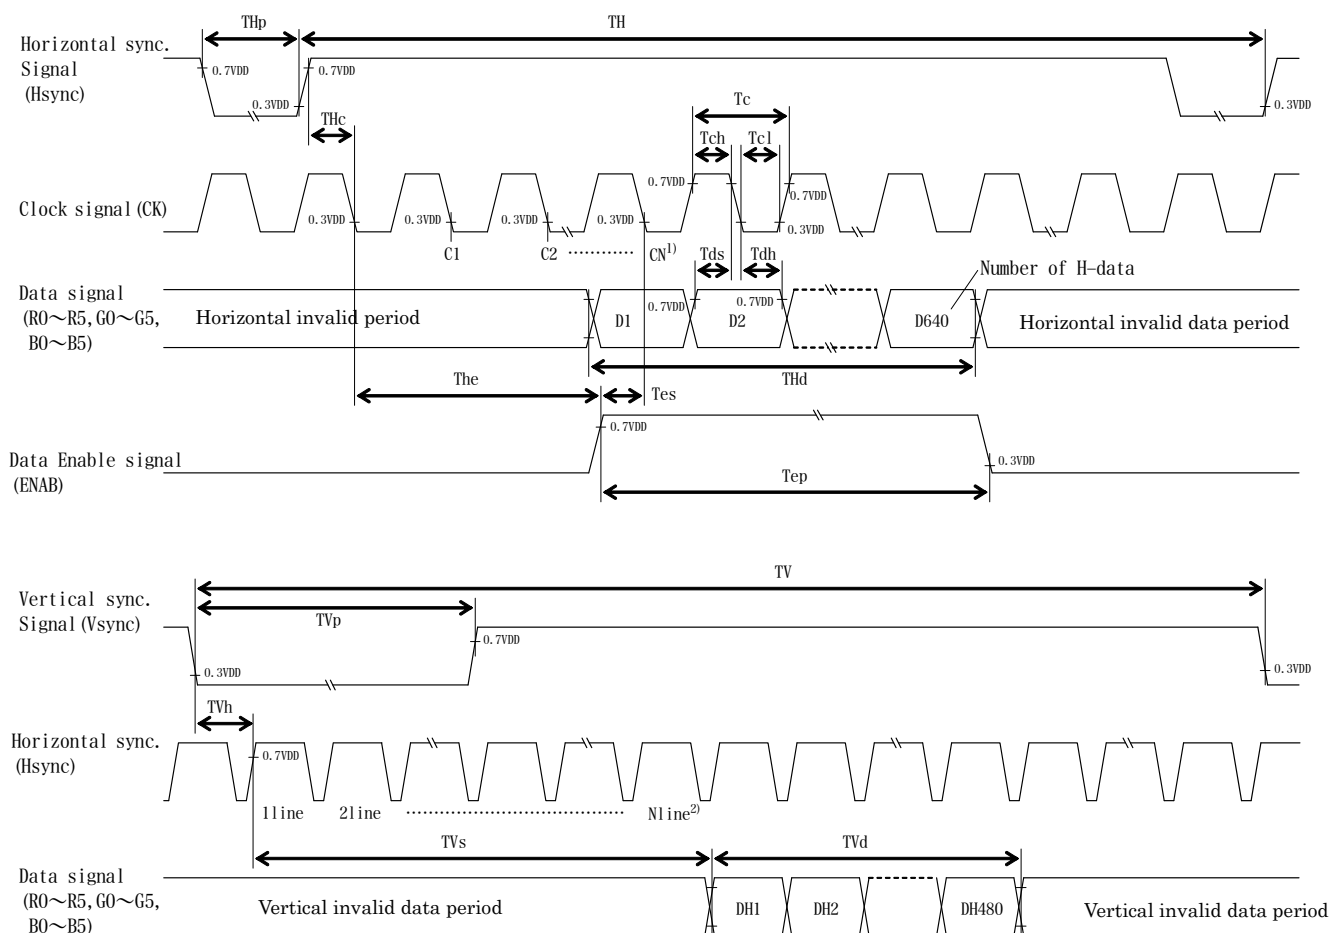 THp
TH
Horizontal sync.
Signal
(Hsync)
0.7VDD
0.7VDD
0.3VDD
0.3VDD
THc
Tc
Tch
Tcl
Clock signal(CK)
0.3VDD
0.3VDD
0.3VDD
0.3VDD
0.7VDD
0.7VDD
0.3VDD
C1
C2
CN1)
Tds
Tdh
Number of H-data
Data signal
(R0～R5,G0～G5,
B0～B5)
Horizontal invalid period
D1
0.7VDD
D2
0.7VDD
D640
Horizontal invalid data period
The
Tes
THd
0.7VDD
Data Enable signal
(ENAB)
0.3VDD
Tep
TV
Vertical sync.
Signal(Vsync)
TVp
0.7VDD
0.3VDD
0.3VDD
TVh
Horizontal sync.
(Hsync)
0.7VDD
1line
2line
Nline2)
TVs
TVd
Data signal
(R0～R5,G0～G5,
B0～B5)
Vertical invalid data period
DH1
DH2
DH480
Vertical invalid data period